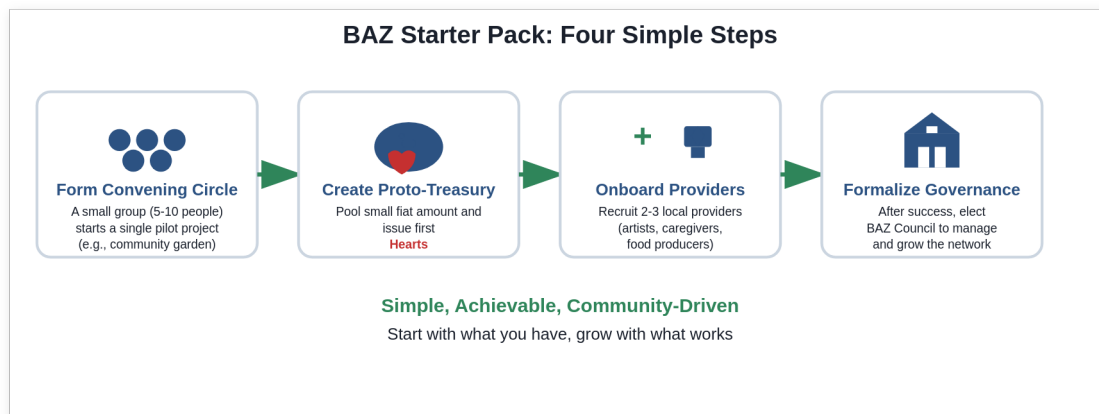 BAZ Starter Pack: Four Simple Steps
+
Form Convening Circle
A small group (5-10 people)
starts a single pilot project
(e.g., community garden)
Create Proto-Treasury
Pool small fiat amount and
issue first
Hearts
Onboard Providers
Recruit 2-3 local providers
(artists, caregivers,
food producers)
Formalize Governance
After success, elect
BAZ Council to manage
and grow the network
Simple, Achievable, Community-Driven
Start with what you have, grow with what works